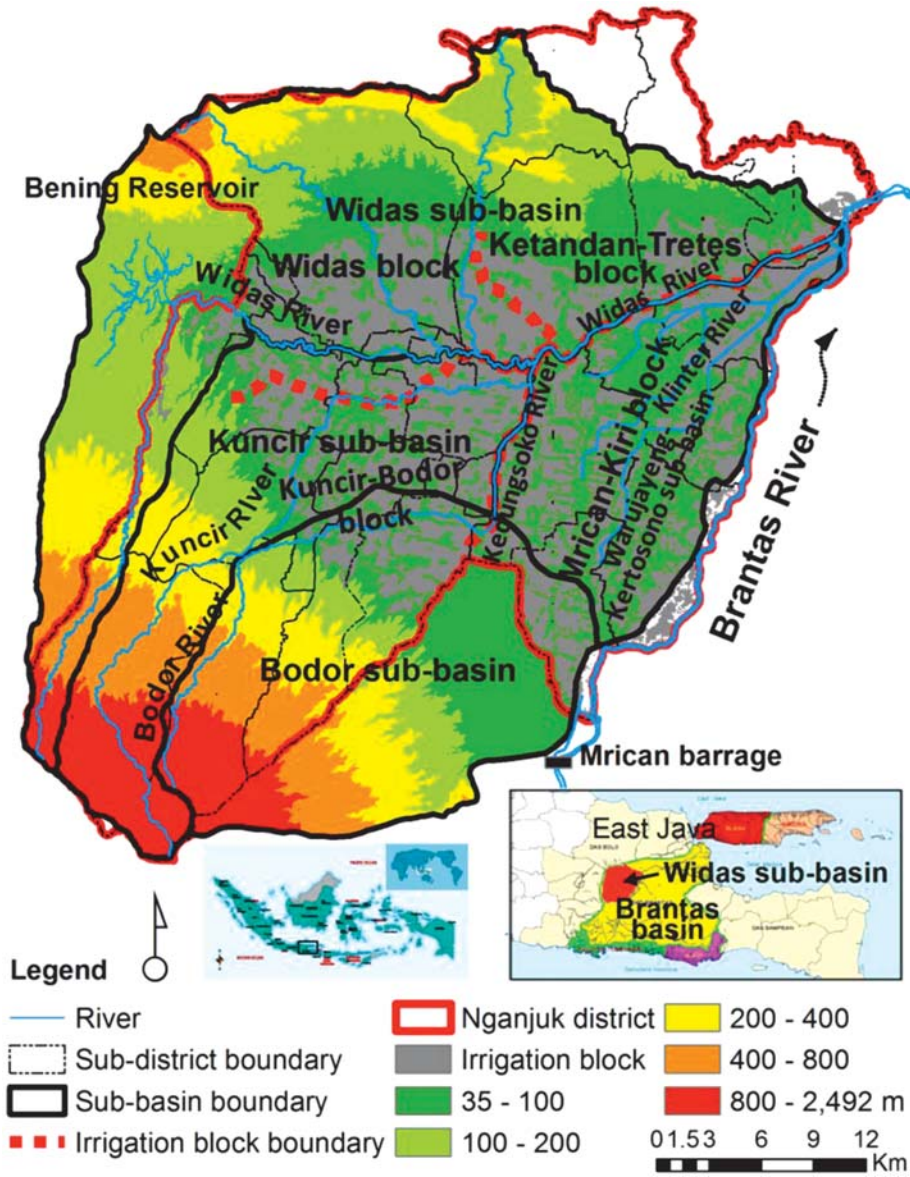 Bening Reservoir
Widas sub-basin
Widas block
Ketandan-Tretes
block
Widas River
Widas River
Kuncir sub-basin
Kuncir-Bodor
block
Kuncir River
Kedungsoko River
Mrican-Kiri block
Klinter River
Warujayeng-
Kertosono sub-basin
Brantas River
Bodor River
Bodor sub-basin
Mrican barrage
East Java
Widas sub-basin
Brantas
basin
Legend
River
Sub-district boundary
Sub-basin boundary
Irrigation block boundary
Nganjuk district
Irrigation block
35 - 100
100 - 200
200 - 400
400 - 800
800 - 2,492 m
0 1.5 3 6 9 12
Km